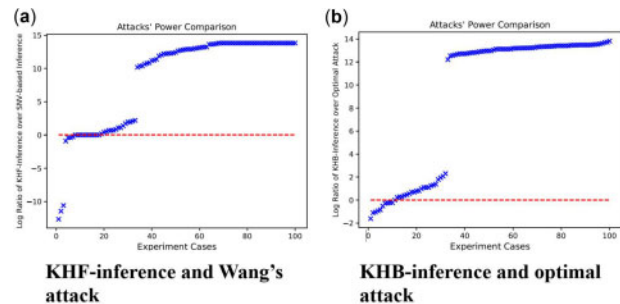 (a)
Attacks' Power Comparison
Log Ratio of KHF-Inference over SNV-based Inference
15
10
5
0
−5
−10
0 20 40 60 80 100
Experiment Cases
KHF-inference and Wang's
attack
(b)
Attacks' Power Comparison
Log Ratio of KHB-Inference over Optimal Attack
14
12
10
8
6
4
2
0
−2
0 20 40 60 80 100
Experiment Cases
KHB-inference and optimal
attack